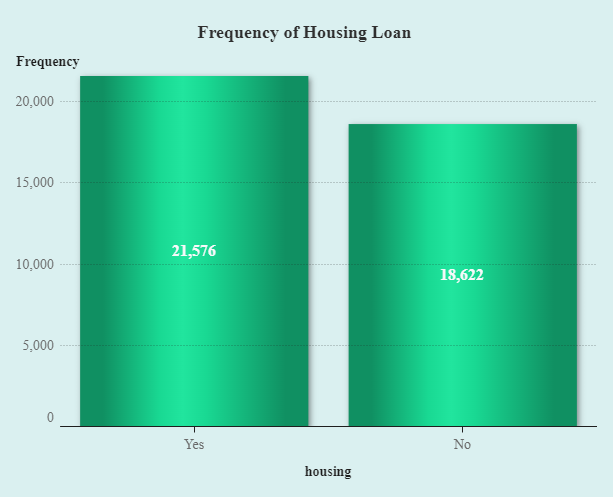 Frequency of Housing Loan
Frequency
20,000
15,000
10,000
5,000
0
21,576
18,622
Yes
No
housing